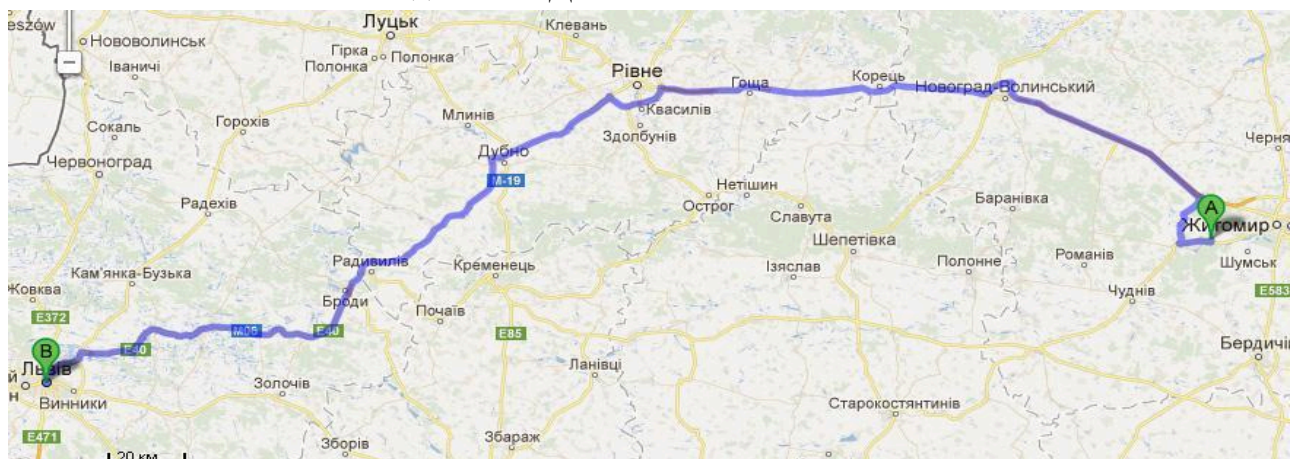 Луцьк
Клевань
Нововолинськ
Гірка
Полонка
Полонка
Іваничі
Рівне
Гоща
Корець
Новоград-Волинський
Млинів
Квасилів
Сокаль
Горохів
Здолбунів
Дубно
Червоноград
М-19
Нетішин
Острог
Славута
Баранівка
A
Радехів
Житомир
Шепетівка
Радивилів
Кременець
Ізяслав
Полонне
Романів
Шумськ
Кам'янка-Бузька
Жовква
Броди
Почаїв
Чуднів
E583
E372
M06
E40
E85
E40
Бердичів
B
Львів
Ланівці
Золочів
Винники
Старокостянтинів
E471
Зборів
Збараж
20 км